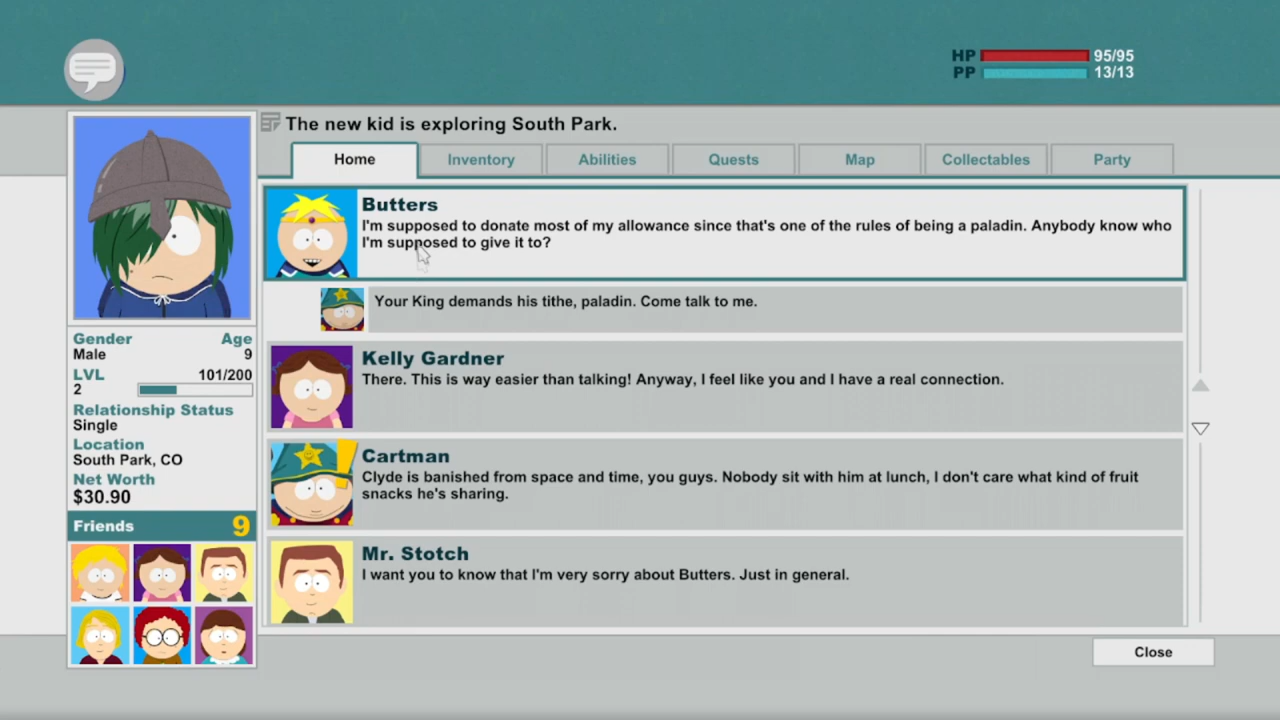 HP 95/95
PP 13/13
The new kid is exploring South Park.
Home Inventory Abilities Quests Map Collectables Party
Butters
I'm supposed to donate most of my allowance since that's one of the rules of being a paladin. Anybody know who
I'm supposed to give it to?
Your King demands his tithe, paladin. Come talk to me.
Kelly Gardner
There. This is way easier than talking! Anyway, I feel like you and I have a real connection.
Cartman
Clyde is banished from space and time, you guys. Nobody sit with him at lunch, I don't care what kind of fruit
snacks he's sharing.
Mr. Stotch
I want you to know that I'm very sorry about Butters. Just in general.
Gender Age
Male 9
LVL 101/200
2
Relationship Status
Single
Location
South Park, CO
Net Worth
$30.90
Friends 9
Close